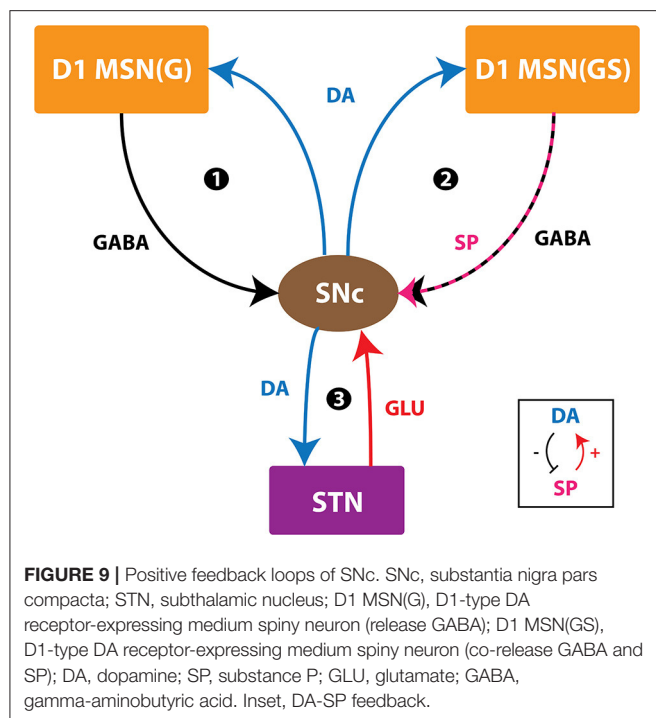 D1 MSN(G)
D1 MSN(GS)
DA
1
2
GABA
SP
GABA
SNc
DA
3
GLU
STN
DA
- +
SP
FIGURE 9 | Positive feedback loops of SNc. SNc, substantia nigra pars
compacta; STN, subthalamic nucleus; D1 MSN(G), D1-type DA
receptor-expressing medium spiny neuron (release GABA); D1 MSN(GS),
D1-type DA receptor-expressing medium spiny neuron (co-release GABA and
SP); DA, dopamine; SP, substance P; GLU, glutamate; GABA,
gamma-aminobutyric acid. Inset, DA-SP feedback.